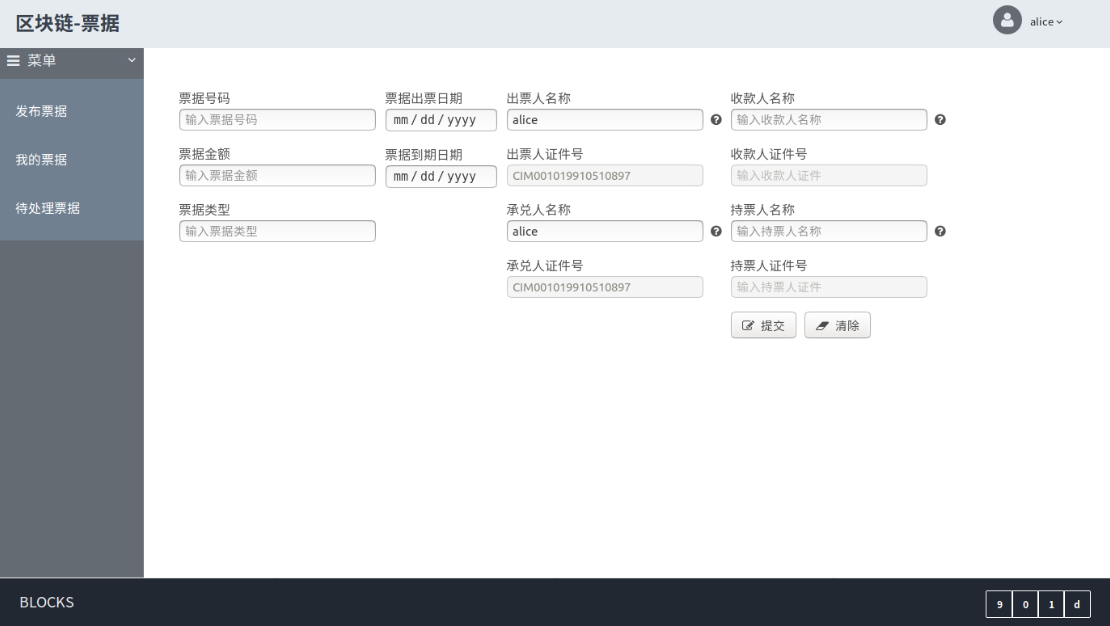 区块链-票据
alice
菜单
发布票据
我的票据
待处理票据
票据号码 票据出票日期 出票人名称 收款人名称
输入票据号码 mm / dd / yyyy alice 输入收款人名称
票据金额 票据到期日期 出票人证件号 收款人证件号
输入票据金额 mm / dd / yyyy CIM001019910510897 输入收款人证件
票据类型 承兑人名称 持票人名称
输入票据类型 alice 输入持票人名称
承兑人证件号 持票人证件号
CIM001019910510897 输入持票人证件
提交 清除
BLOCKS 9 0 1 d